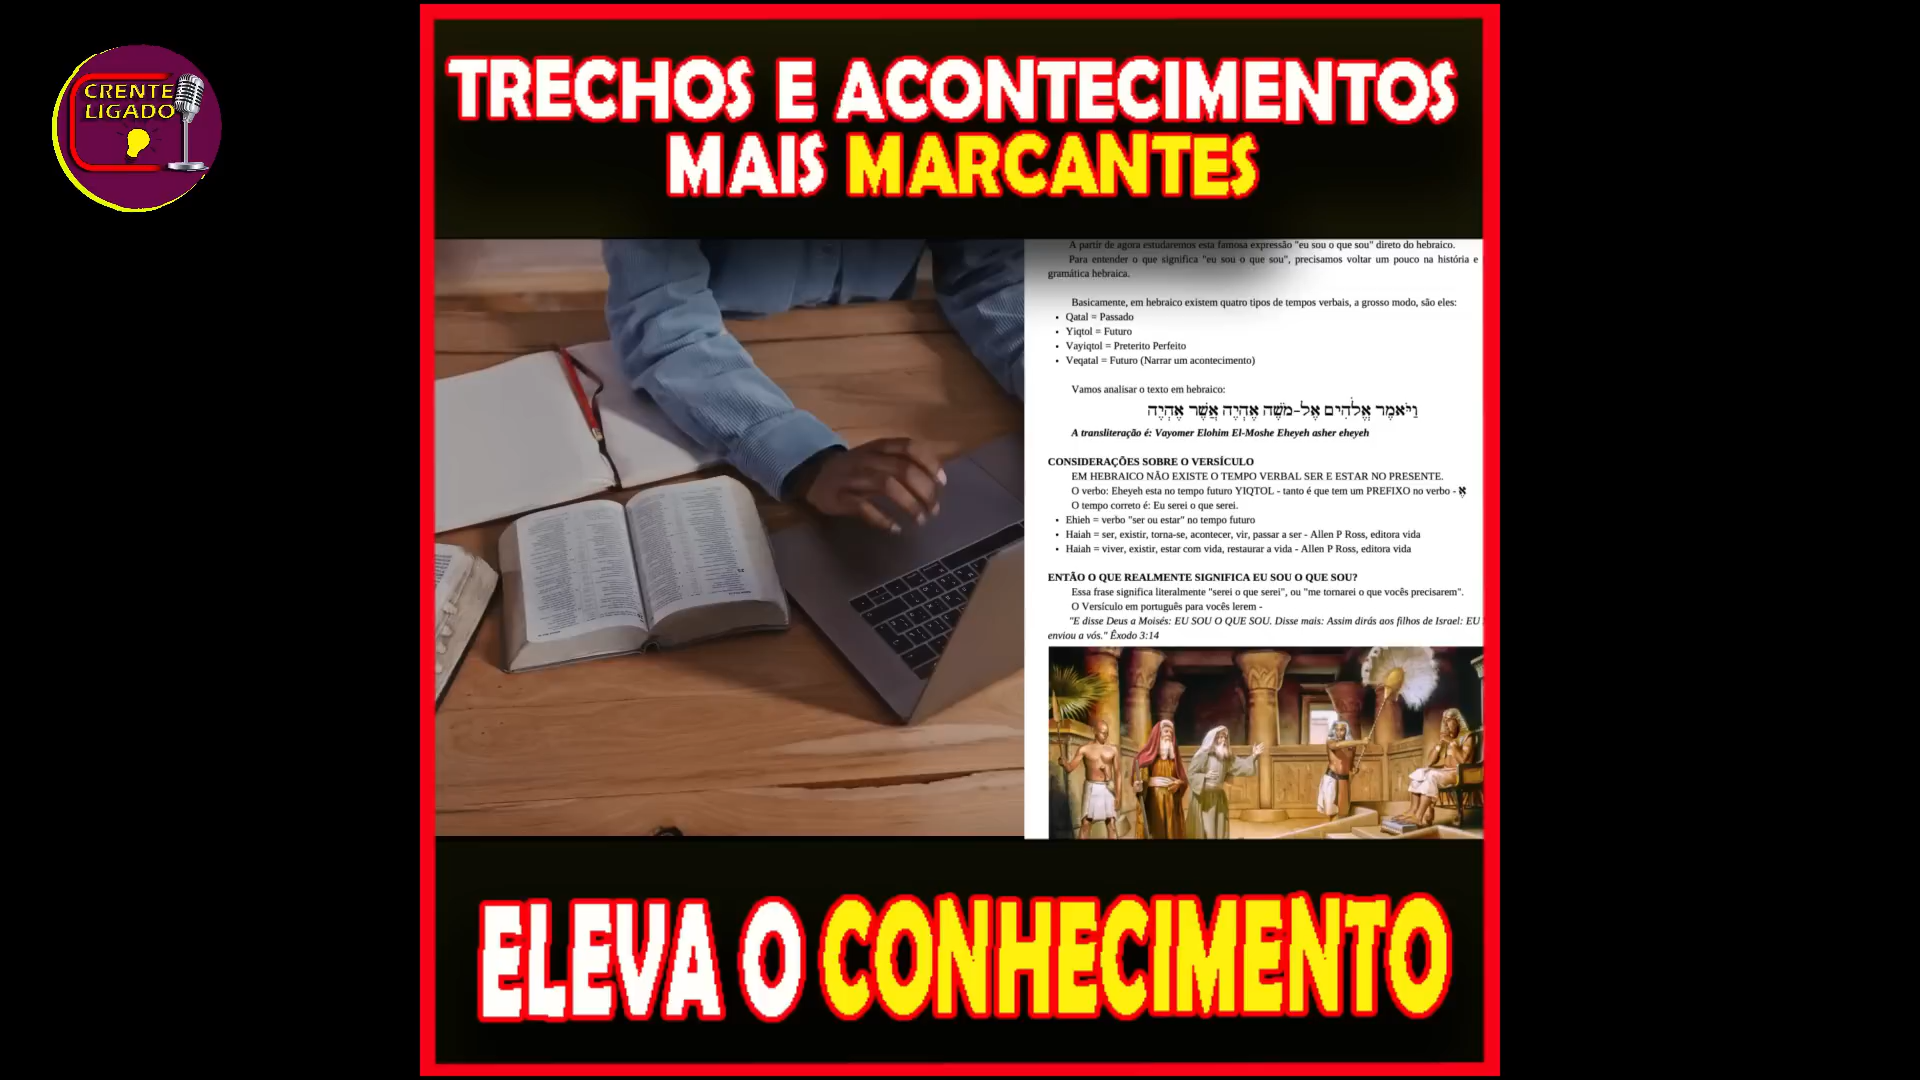 CRENTE
LIGADO
TRECHOS E ACONTECIMENTOS
MAIS MARCANTES
A partir de agora estudaremos esta famosa expressão "eu sou o que sou" direto do hebraico.
Para entender o que significa "eu sou o que sou", precisamos voltar um pouco na história e
gramática hebraica.
Basicamente, em hebraico existem quatro tipos de tempos verbais, a grosso modo, são eles:
• Qatal = Passado
• Yiqtol = Futuro
• Vayiqtol = Preterito Perfeito
• Veqatal = Futuro (Narrar um acontecimento)
Vamos analisar o texto em hebraico:
וַיֹּאמֶר אֱלֹהִים אֶל-מֹשֶׁה אֶהְיֶה אֲשֶׁר אֶהְיֶה
A transliteração é: Vayomer Elohim El-Moshe Eheyeh asher eheyeh
CONSIDERAÇÕES SOBRE O VERSÍCULO
EM HEBRAICO NÃO EXISTE O TEMPO VERBAL SER E ESTAR NO PRESENTE.
O verbo: Eheyeh esta no tempo futuro YIQTOL - tanto é que tem um PREFIXO no verbo - אֶ
O tempo correto é: Eu serei o que serei.
• Ehieh = verbo "ser ou estar" no tempo futuro
• Haiah = ser, existir, torna-se, acontecer, vir, passar a ser - Allen P Ross, editora vida
• Haiah = viver, existir, estar com vida, restaurar a vida - Allen P Ross, editora vida
ENTÃO O QUE REALMENTE SIGNIFICA EU SOU O QUE SOU?
Essa frase significa literalmente "serei o que serei", ou "me tornarei o que vocês precisarem".
O Versículo em português para vocês lerem -
"E disse Deus a Moisés: EU SOU O QUE SOU. Disse mais: Assim dirás aos filhos de Israel: EU
enviou a vós." Êxodo 3:14
ELEVA O CONHECIMENTO